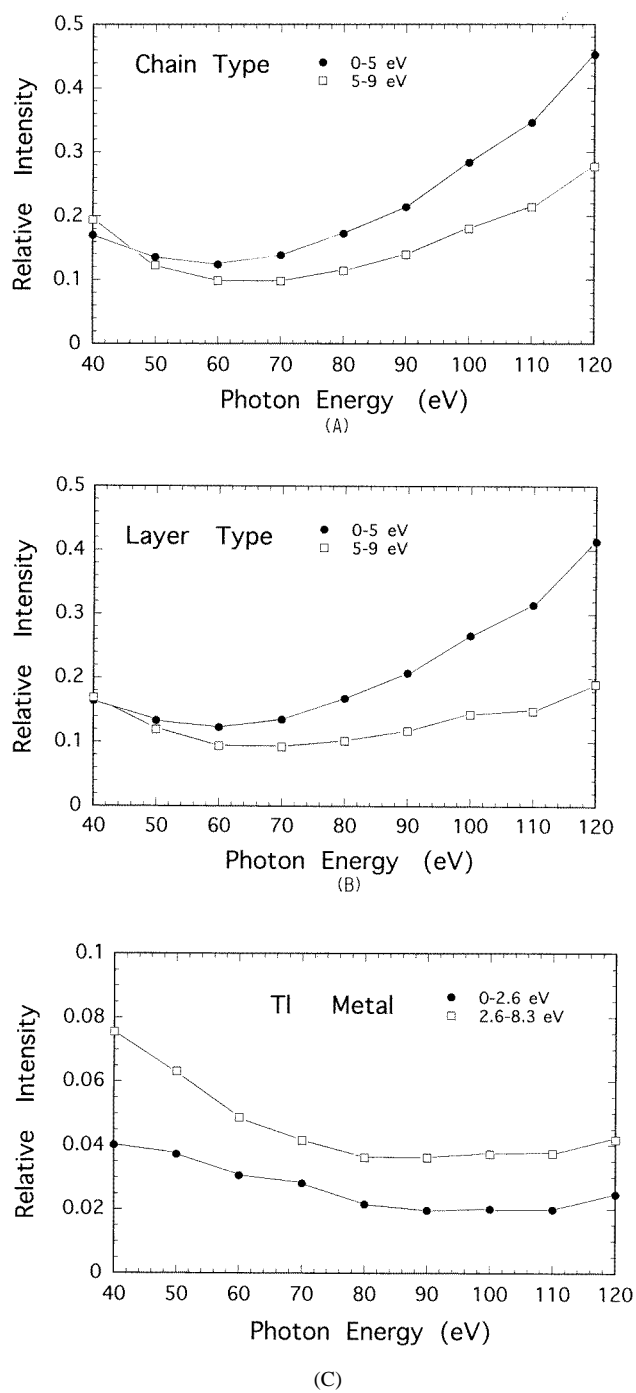 0.5
Chain Type
0-5 eV
5-9 eV
0.4
0.3
0.2
0.1
0
Relative Intensity
40 50 60 70 80 90 100 110 120
Photon Energy (eV)
(A)
0.5
Layer Type
0-5 eV
5-9 eV
0.4
0.3
0.2
0.1
0
Relative Intensity
40 50 60 70 80 90 100 110 120
Photon Energy (eV)
(B)
0.1
Tl Metal
0-2.6 eV
2.6-8.3 eV
0.08
0.06
0.04
0.02
0
Relative Intensity
40 50 60 70 80 90 100 110 120
Photon Energy (eV)
(C)